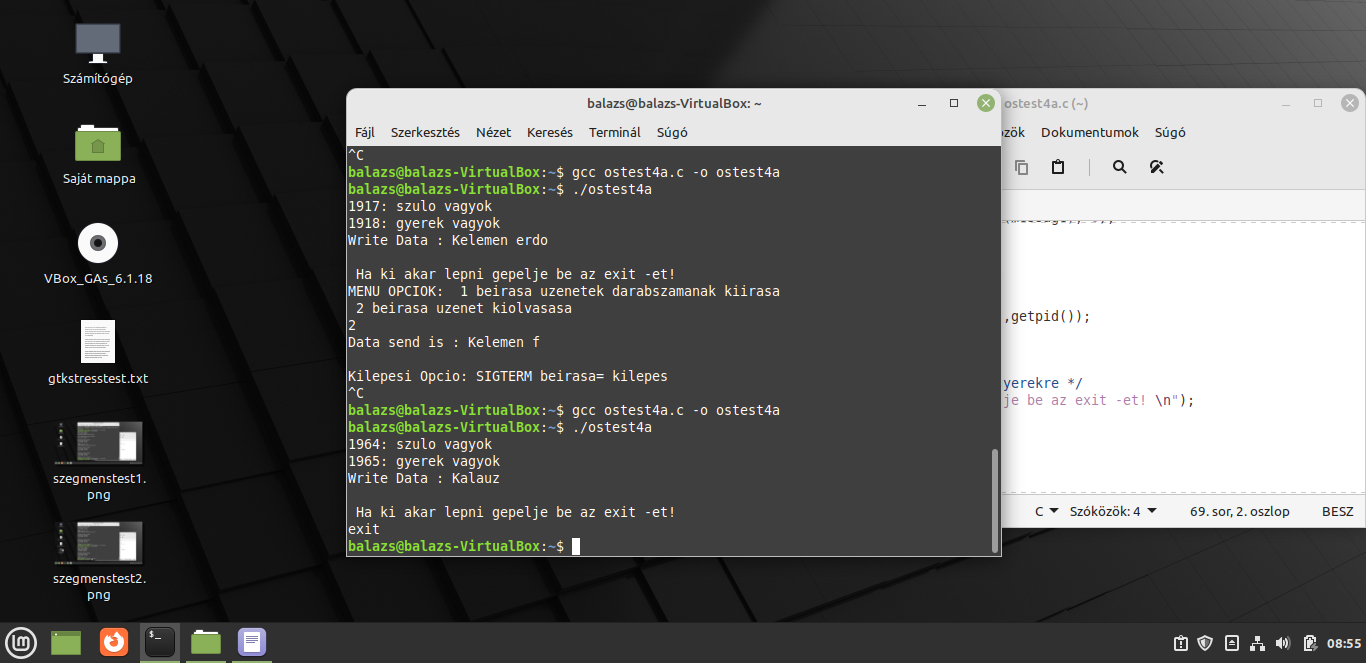 Számítógép
Saját mappa
VBox_GAs_6.1.18
gtkstresstest.txt
szegmenstest1.
png
szegmenstest2.
png
balazs@balazs-VirtualBox: ~
Fájl Szerkesztés Nézet Keresés Terminál Súgó
^C
balazs@balazs-VirtualBox:~$ gcc ostest4a.c -o ostest4a
balazs@balazs-VirtualBox:~$ ./ostest4a
1917: szulo vagyok
1918: gyerek vagyok
Write Data : Kelemen erdo
Ha ki akar lepni gepelje be az exit -et!
MENU OPCIOK:  1 beirasa uzenetek darabszamanak kiirasa
2 beirasa uzenet kiolvasasa
2
Data send is : Kelemen f
Kilepesi Opcio: SIGTERM beirasa= kilepes
^C
balazs@balazs-VirtualBox:~$ gcc ostest4a.c -o ostest4a
balazs@balazs-VirtualBox:~$ ./ostest4a
1964: szulo vagyok
1965: gyerek vagyok
Write Data : Kalauz
Ha ki akar lepni gepelje be az exit -et!
exit
balazs@balazs-VirtualBox:~$
ostest4a.c (~)
Dokumentumok Súgó
,getpid());
yerekre */
je be az exit -et! \n");
C Szóközök: 4 69. sor, 2. oszlop BESZ
$_
08:55